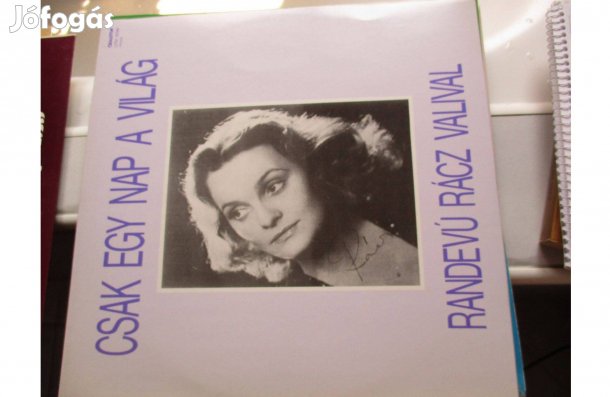 Jófogás
CSAK EGY NAP A VILÁG
RANDEVÚ RÁCZ VALIVAL